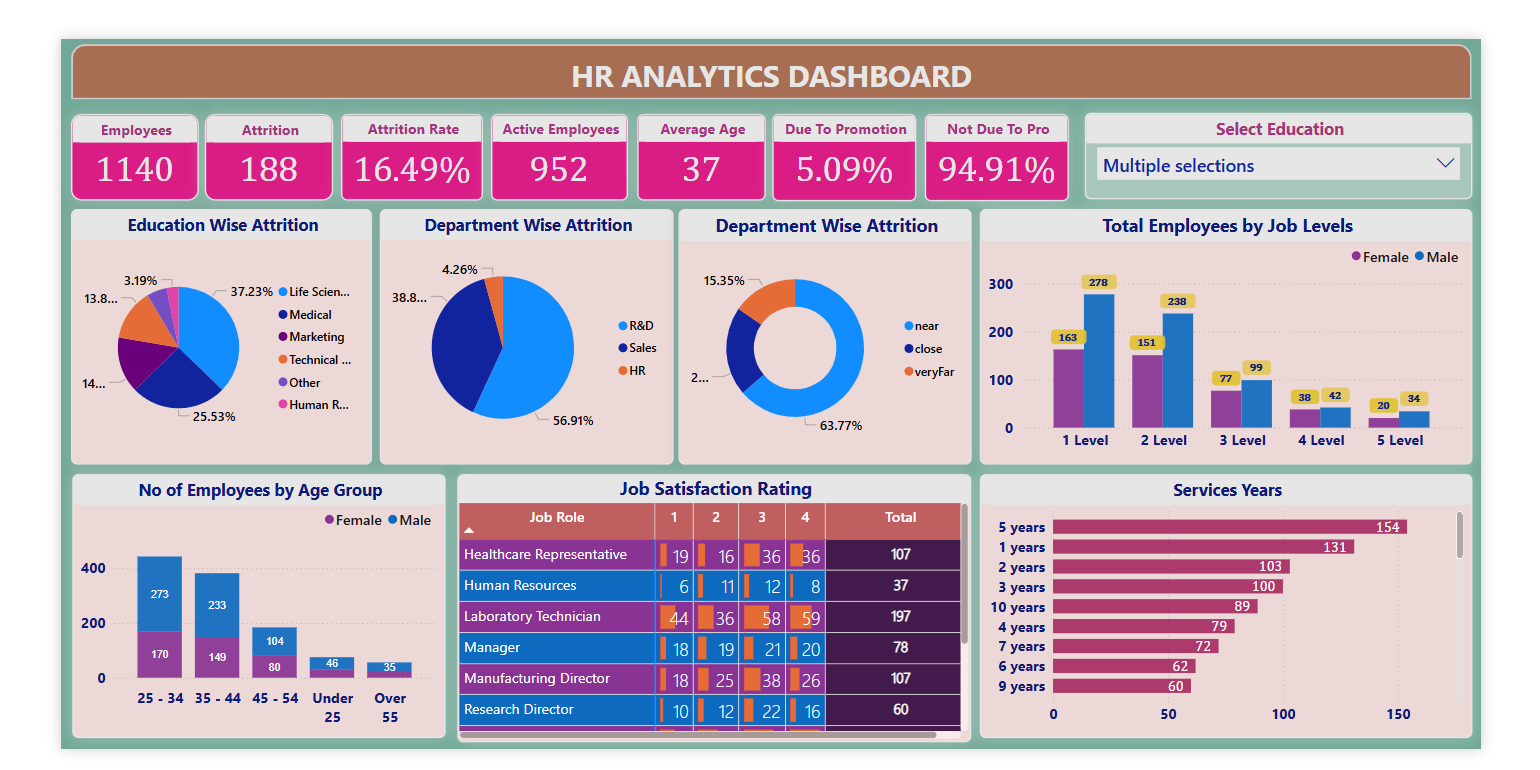 HR ANALYTICS DASHBOARD
Employees
1140
Attrition
188
Attrition Rate
16.49%
Active Employees
952
Average Age
37
Due To Promotion
5.09%
Not Due To Pro
94.91%
Select Education
Multiple selections
Education Wise Attrition
3.19%
13.8...
14...
37.23%
25.53%
Life Scien...
Medical
Marketing
Technical ...
Other
Human R...
Department Wise Attrition
4.26%
38.8...
56.91%
R&D
Sales
HR
Department Wise Attrition
15.35%
2...
63.77%
near
close
veryFar
Total Employees by Job Levels
Female Male
300
200
100
0
163 278
151 238
77 99
38 42
20 34
1 Level 2 Level 3 Level 4 Level 5 Level
No of Employees by Age Group
Female Male
400
200
0
273 233 104 46 35
170 149 80
25 - 34 35 - 44 45 - 54 Under 25 Over 55
Job Satisfaction Rating
Job Role 1 2 3 4 Total
Healthcare Representative 19 16 36 36 107
Human Resources 6 11 12 8 37
Laboratory Technician 44 36 58 59 197
Manager 18 19 21 20 78
Manufacturing Director 18 25 38 26 107
Research Director 10 12 22 16 60
Services Years
5 years 154
1 years 131
2 years 103
3 years 100
10 years 89
4 years 79
7 years 72
6 years 62
9 years 60
0 50 100 150